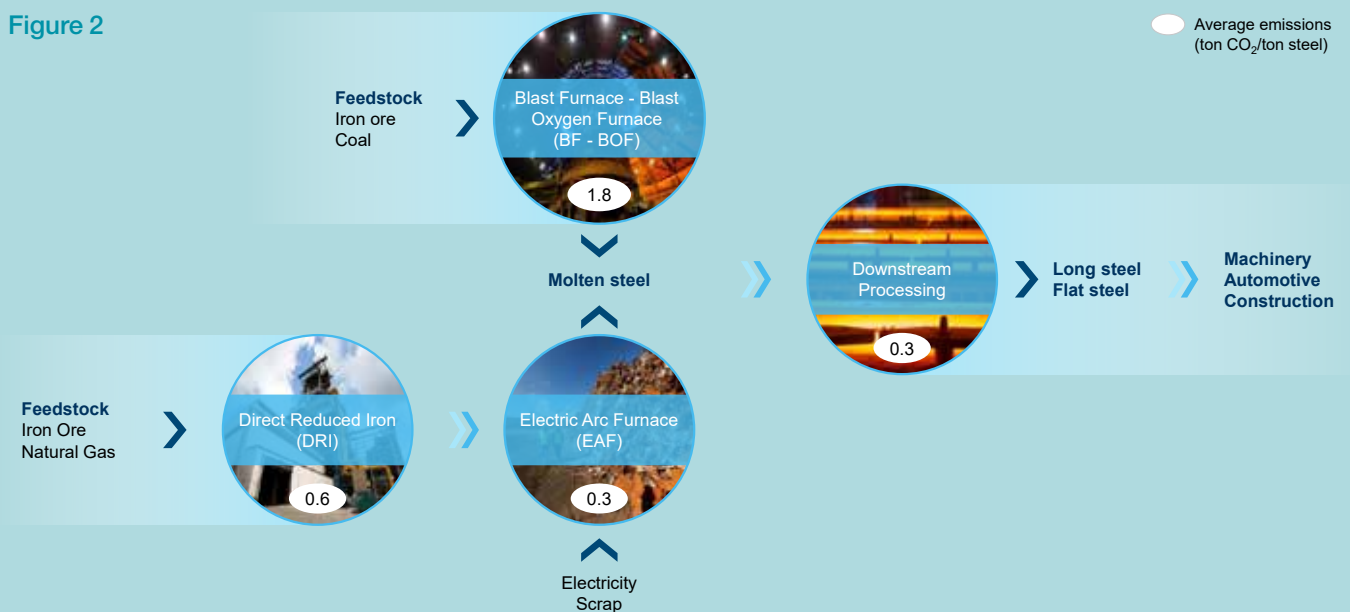 Figure 2
Average emissions
(ton CO₂/ton steel)
Feedstock
Iron ore
Coal
Blast Furnace - Blast
Oxygen Furnace
(BF - BOF)
1.8
Molten steel
Downstream
Processing
0.3
Long steel
Flat steel
Machinery
Automotive
Construction
Feedstock
Iron Ore
Natural Gas
Direct Reduced Iron
(DRI)
0.6
Electric Arc Furnace
(EAF)
0.3
Electricity
Scrap